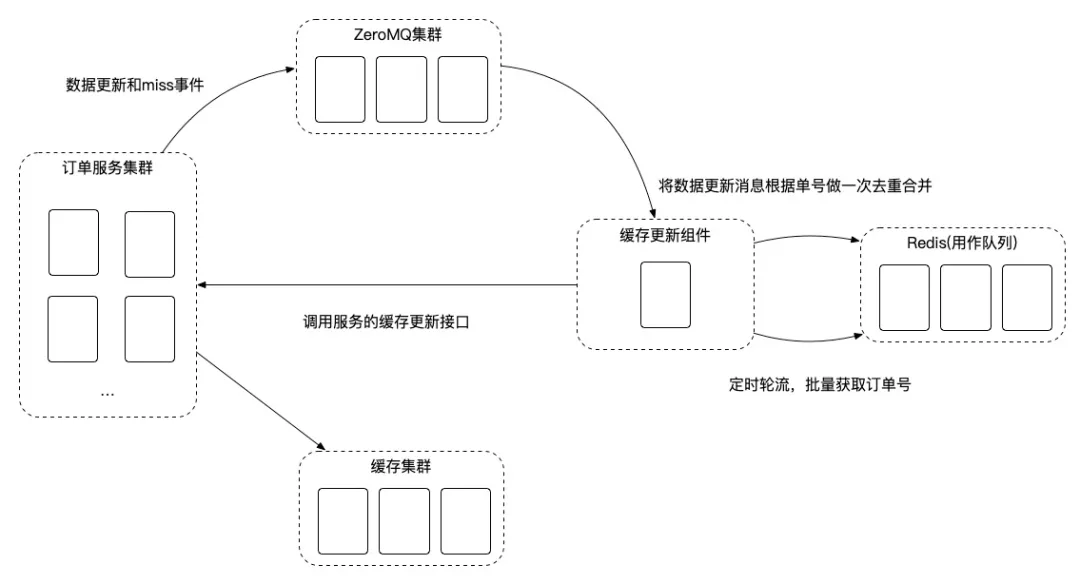 ZeroMQ集群
数据更新和miss事件
订单服务集群
将数据更新消息根据单号做一次去重合并
缓存更新组件
Redis(用作队列)
调用服务的缓存更新接口
定时轮流，批量获取订单号
...
缓存集群